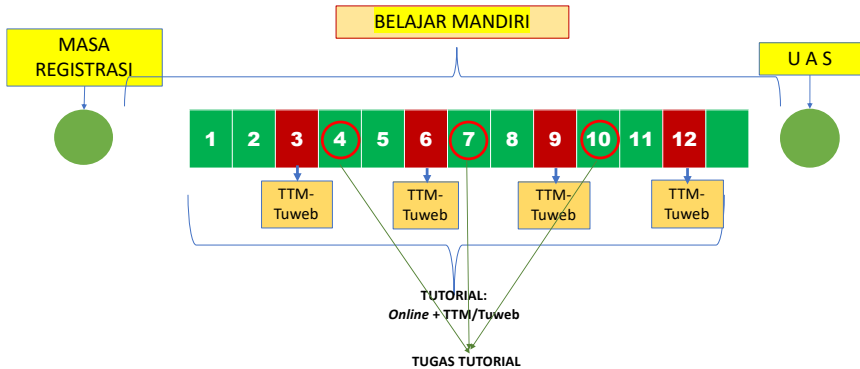 BELAJAR MANDIRI
MASA
REGISTRASI
U A S
1 2 3 4 5 6 7 8 9 10 11 12
TTM-
Tuweb
TTM-
Tuweb
TTM-
Tuweb
TTM-
Tuweb
TUTORIAL:
Online + TTM/Tuweb
TUGAS TUTORIAL